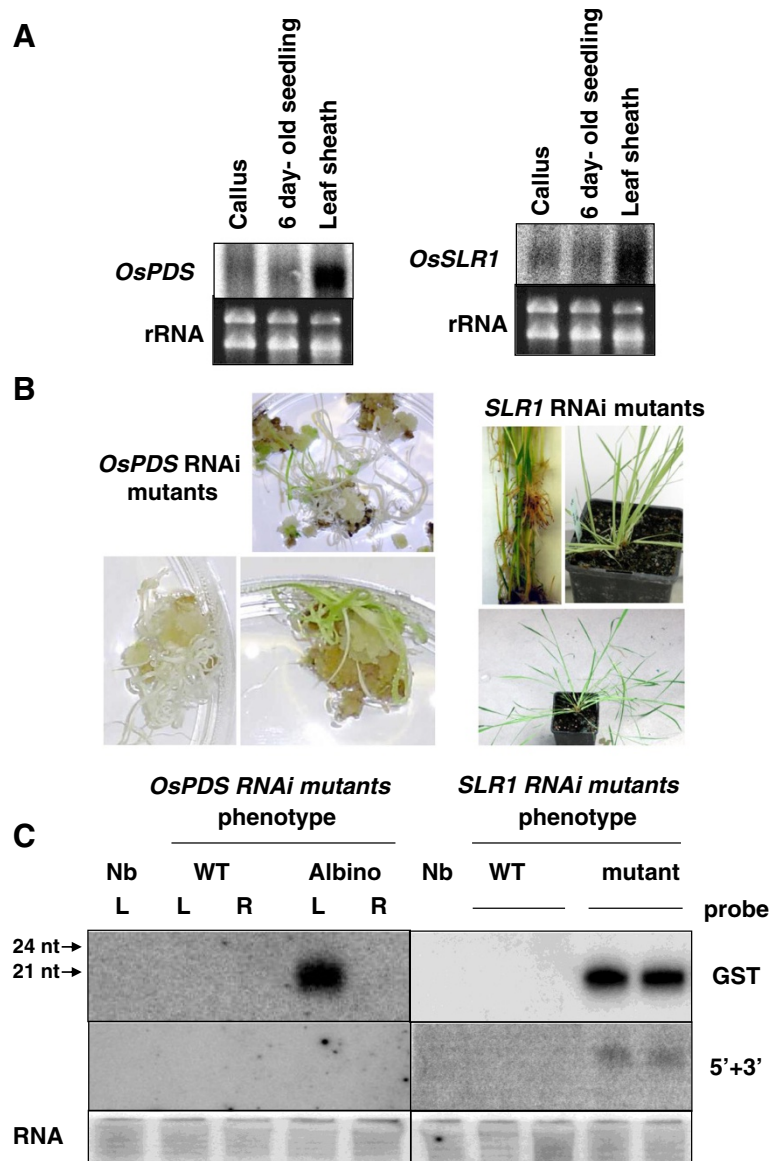 A
Callus
6 day- old seedling
Leaf sheath
OsPDS
rRNA
Callus
6 day- old seedling
Leaf sheath
OsSLR1
rRNA
B
OsPDS RNAi
mutants
SLR1 RNAi mutants
OsPDS RNAi mutants
phenotype
SLR1 RNAi mutants
phenotype
C
Nb WT Albino Nb WT mutant
L L R L R probe
24 nt→
21 nt→
GST
5’+3’
RNA